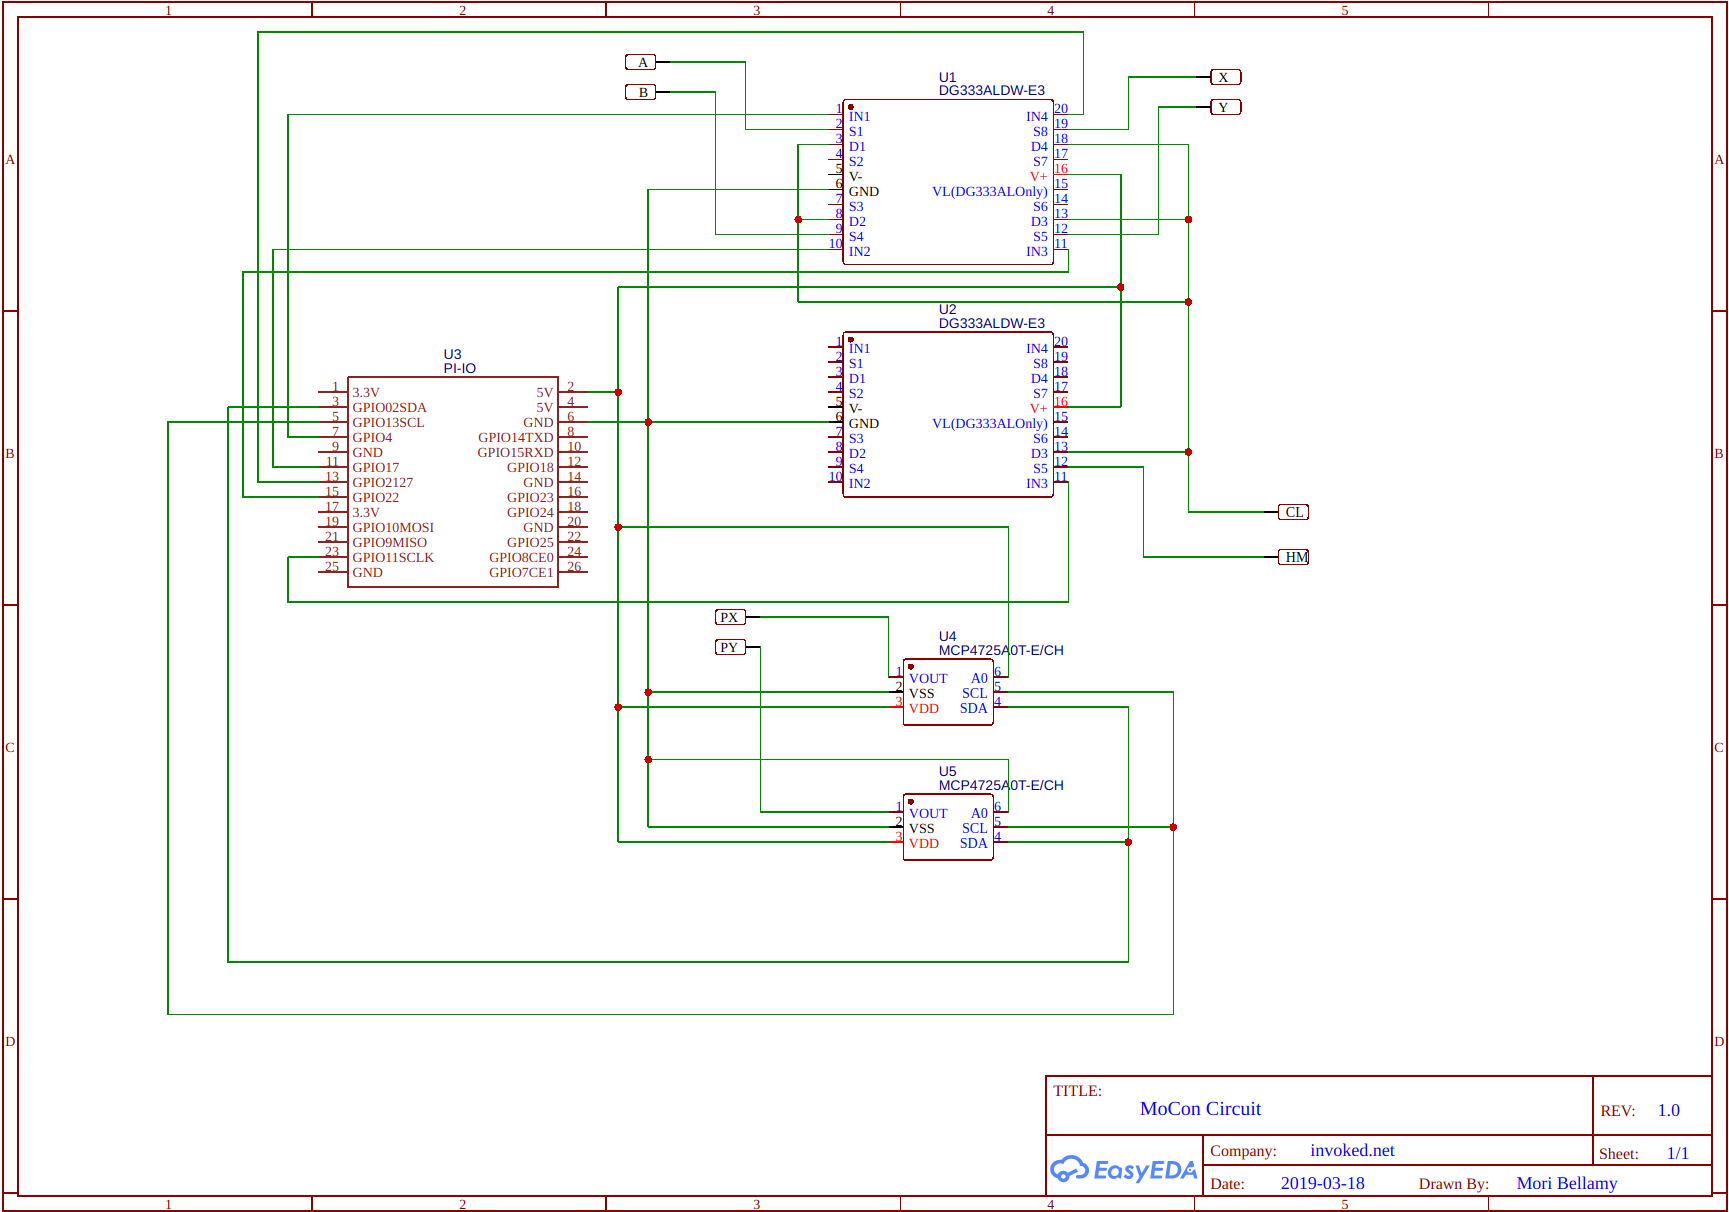 1 2 3 4 5
A
B
C
D
A
B
C
D
A
B
X
Y
U1
DG333ALDW-E3
1 IN1 IN4 20
2 S1 S8 19
3 D1 D4 18
4 S2 S7 17
5 V- V+ 16
6 GND VL(DG333ALOnly) 15
7 S3 S6 14
8 D2 D3 13
9 S4 S5 12
10 IN2 IN3 11
U2
DG333ALDW-E3
1 IN1 IN4 20
2 S1 S8 19
3 D1 D4 18
4 S2 S7 17
5 V- V+ 16
6 GND VL(DG333ALOnly) 15
7 S3 S6 14
8 D2 D3 13
9 S4 S5 12
10 IN2 IN3 11
U3
PI-IO
1 3.3V 5V 2
3 GPIO02SDA 5V 4
5 GPIO13SCL GND 6
7 GPIO4 GPIO14TXD 8
9 GND GPIO15RXD 10
11 GPIO17 GPIO18 12
13 GPIO2127 GND 14
15 GPIO22 GPIO23 16
17 3.3V GPIO24 18
19 GPIO10MOSI GND 20
21 GPIO9MISO GPIO25 22
23 GPIO11SCLK GPIO8CE0 24
25 GND GPIO7CE1 26
CL
HM
PX
PY
U4
MCP4725A0T-E/CH
1 VOUT A0 6
2 VSS SCL 5
3 VDD SDA 4
U5
MCP4725A0T-E/CH
1 VOUT A0 6
2 VSS SCL 5
3 VDD SDA 4
TITLE:
MoCon Circuit
REV: 1.0
EasyEDA
Company: invoked.net
Sheet: 1/1
Date: 2019-03-18 Drawn By: Mori Bellamy
1 2 3 4 5